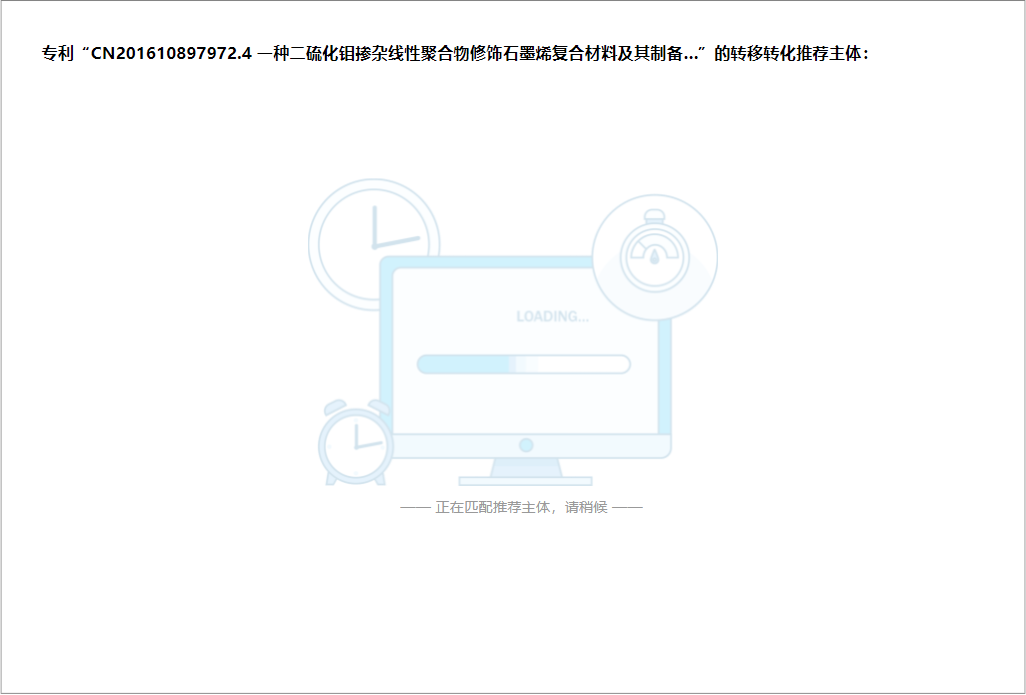 专利“CN201610897972.4 一种二硫化钼掺杂线性聚合物修饰石墨烯复合材料及其制备...”的转移转化推荐主体：
LOADING...
—— 正在匹配推荐主体，请稍候 ——